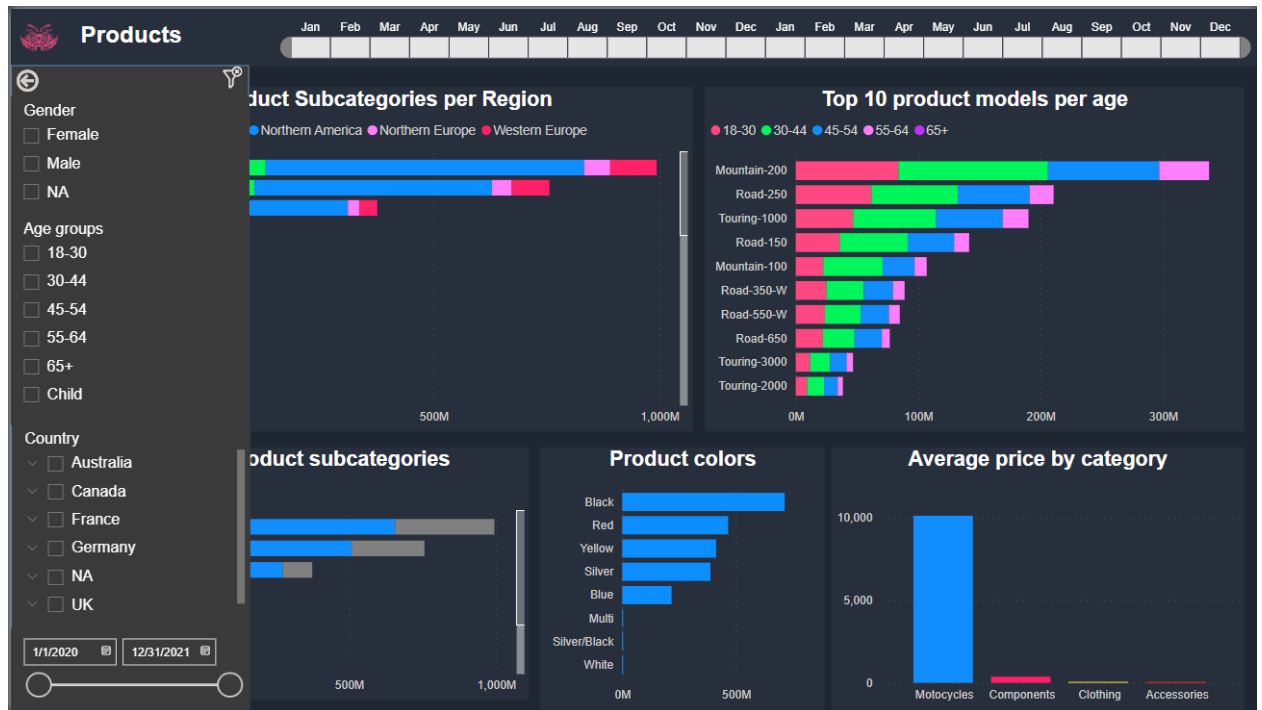 Products
Jan Feb Mar Apr May Jun Jul Aug Sep Oct Nov Dec Jan Feb Mar Apr May Jun Jul Aug Sep Oct Nov Dec
Gender
Female
Male
NA
Age groups
18-30
30-44
45-54
55-64
65+
Child
Country
Australia
Canada
France
Germany
NA
UK
1/1/2020 12/31/2021
duct Subcategories per Region
Northern America Northern Europe Western Europe
500M 1,000M
Top 10 product models per age
18-30 30-44 45-54 55-64 65+
Mountain-200
Road-250
Touring-1000
Road-150
Mountain-100
Road-350-W
Road-550-W
Road-650
Touring-3000
Touring-2000
0M 100M 200M 300M
oduct subcategories
500M 1,000M
Product colors
Black
Red
Yellow
Silver
Blue
Multi
Silver/Black
White
0M 500M
Average price by category
10,000
5,000
0
Motocycles Components Clothing Accessories